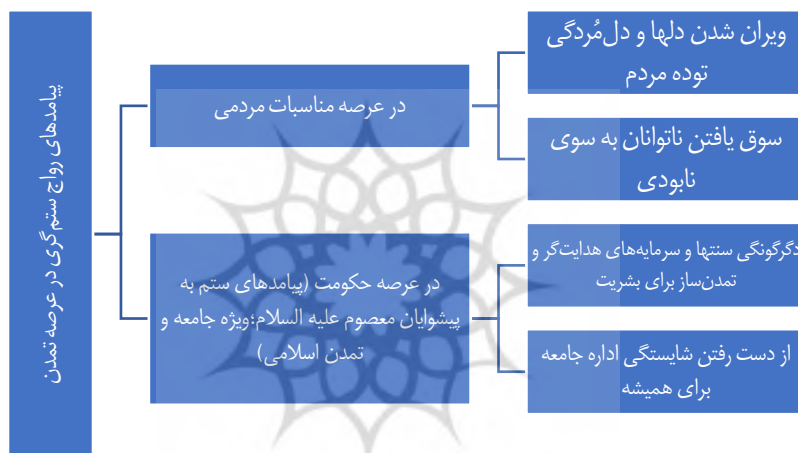 پیامدهای رواج ستم‌گری در عرصه تمدن
در عرصه مناسبات مردمی
ویران شدن دلها و دل‌مُردگی
توده مردم
سوق یافتن ناتوانان به سوی
نابودی
در عرصه حکومت (پیامدهای ستم به
پیشوایان معصوم علیه السلام؛ویژه جامعه و
تمدن اسلامی)
دگرگونگی سنتها و سرمایه‌های هدایت‌گر و
تمدن‌ساز برای بشریت
از دست رفتن شایستگی اداره جامعه
برای همیشه